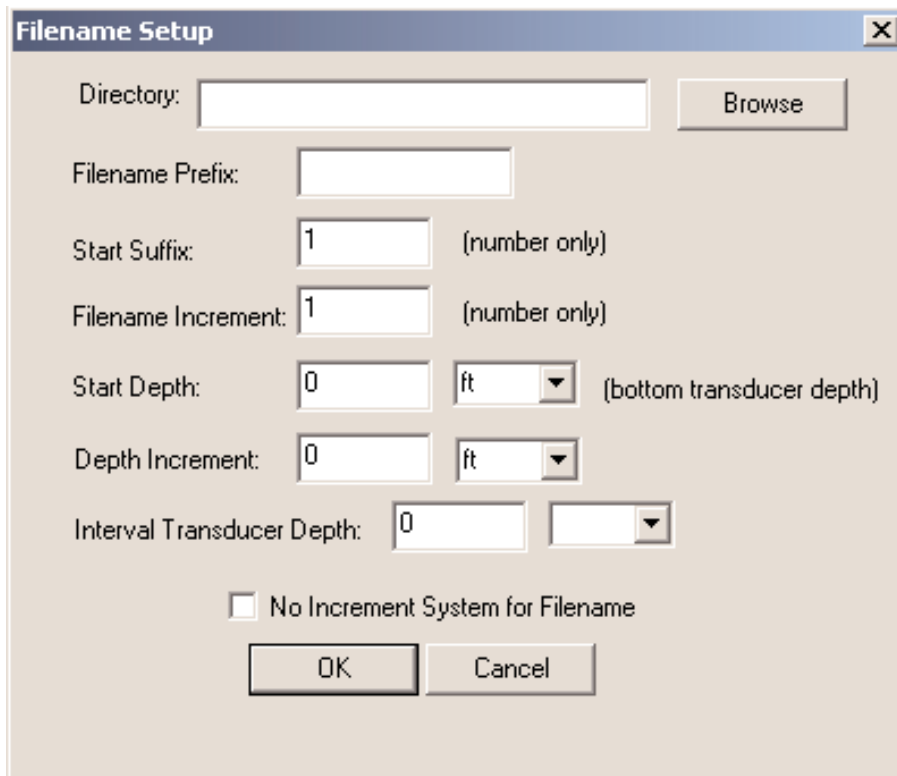 Filename Setup
Directory: Browse
Filename Prefix:
Start Suffix: 1 (number only)
Filename Increment: 1 (number only)
Start Depth: 0 ft (bottom transducer depth)
Depth Increment: 0 ft
Interval Transducer Depth: 0
No Increment System for Filename
OK Cancel